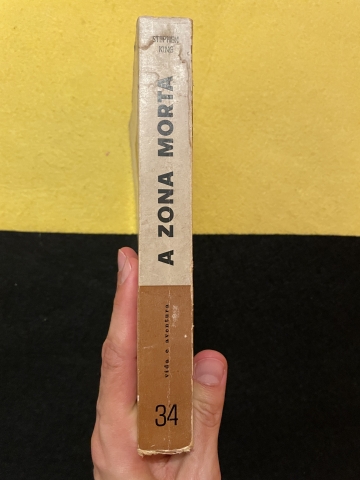 STEPHEN
KING
A ZONA MORTA
vida e aventura
34